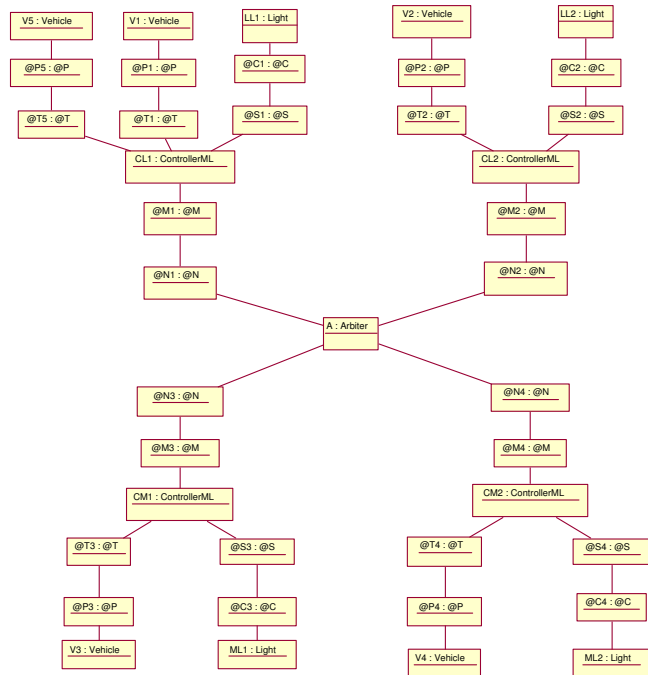 V5 : Vehicle
V1 : Vehicle
LL1 : Light
V2 : Vehicle
LL2 : Light
@P5 : @P
@P1 : @P
@C1 : @C
@P2 : @P
@C2 : @C
@T5 : @T
@T1 : @T
@S1 : @S
@T2 : @T
@S2 : @S
CL1 : ControllerML
CL2 : ControllerML
@M1 : @M
@M2 : @M
@N1 : @N
@N2 : @N
A : Arbiter
@N3 : @N
@N4 : @N
@M3 : @M
@M4 : @M
CM1 : ControllerML
CM2 : ControllerML
@T3 : @T
@S3 : @S
@T4 : @T
@S4 : @S
@P3 : @P
@C3 : @C
@P4 : @P
@C4 : @C
V3 : Vehicle
ML1 : Light
V4 : Vehicle
ML2 : Light